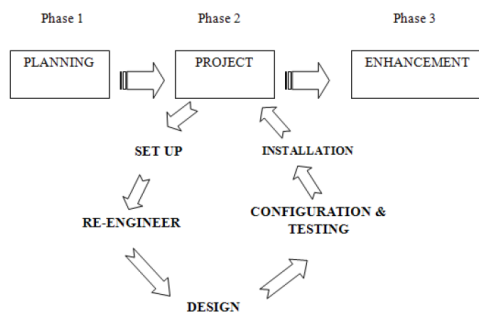 Phase 1 Phase 2 Phase 3
PLANNING PROJECT ENHANCEMENT
SET UP INSTALLATION
RE-ENGINEER CONFIGURATION &
TESTING
DESIGN